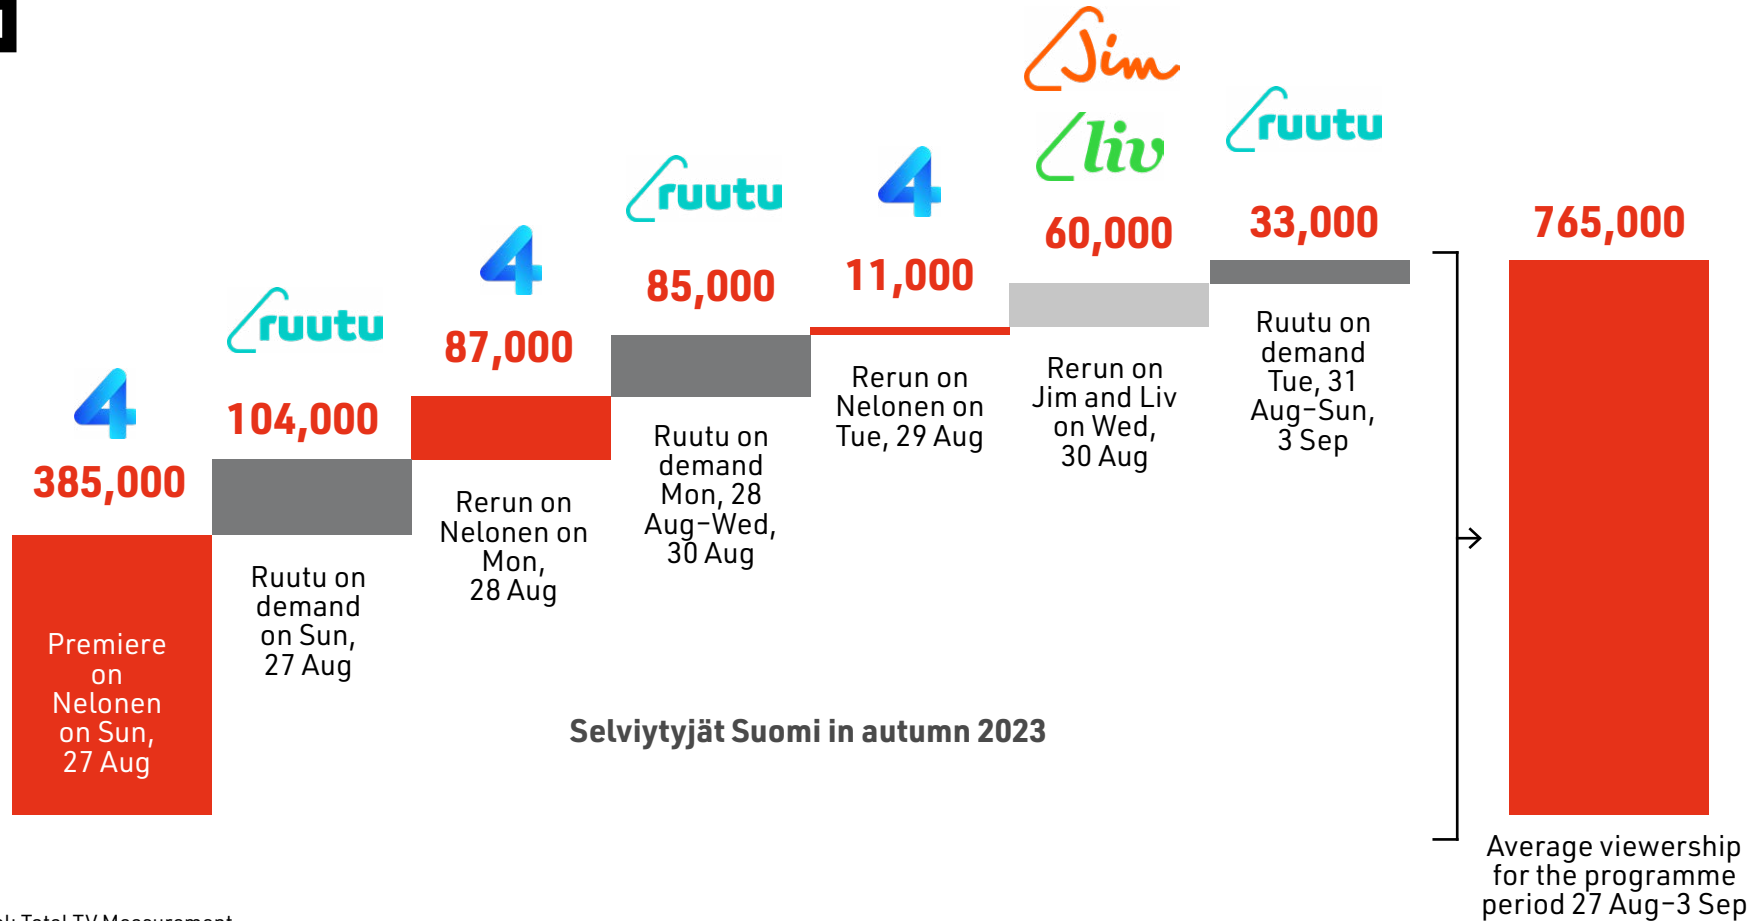 4
385,000
Premiere
on
Nelonen
on Sun,
27 Aug
ruutu
104,000
Ruutu on
demand
on Sun,
27 Aug
4
87,000
Rerun on
Nelonen on
Mon,
28 Aug
ruutu
85,000
Ruutu on
demand
Mon, 28
Aug–Wed,
30 Aug
4
11,000
Rerun on
Nelonen on
Tue, 29 Aug
Jim
liv
60,000
Rerun on
Jim and Liv
on Wed,
30 Aug
ruutu
33,000
Ruutu on
demand
Tue, 31
Aug–Sun,
3 Sep
765,000
Average viewership
for the programme
period 27 Aug–3 Sep
Selviytyjät Suomi in autumn 2023
Total TV Measurement